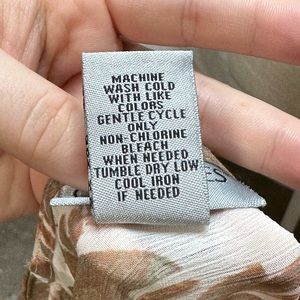 MACHINE
WASH COLD
WITH LIKE
COLORS
GENTLE CYCLE
ONLY
NON-CHLORINE
BLEACH
WHEN NEEDED
TUMBLE DRY LOW
COOL IRON
IF NEEDED